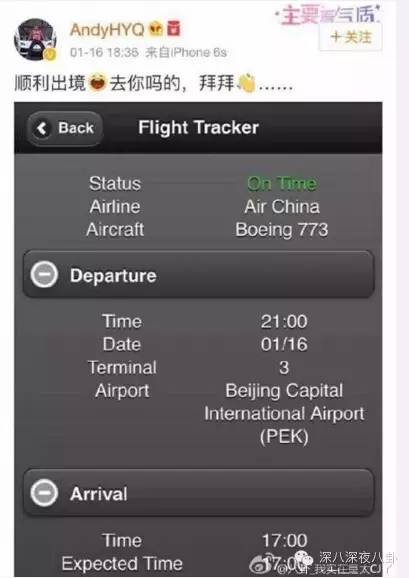 主要看气质
AndyHYQ
+关注
01-16 18:36 来自iPhone 6s
顺利出境😄去你吗的，拜拜👋……
Back Flight Tracker
Status On Time
Airline Air China
Aircraft Boeing 773
Departure
Time 21:00
Date 01/16
Terminal 3
Airport Beijing Capital
International Airport
(PEK)
Arrival
Time 17:00
深八深夜八卦
Expected Time 17:00